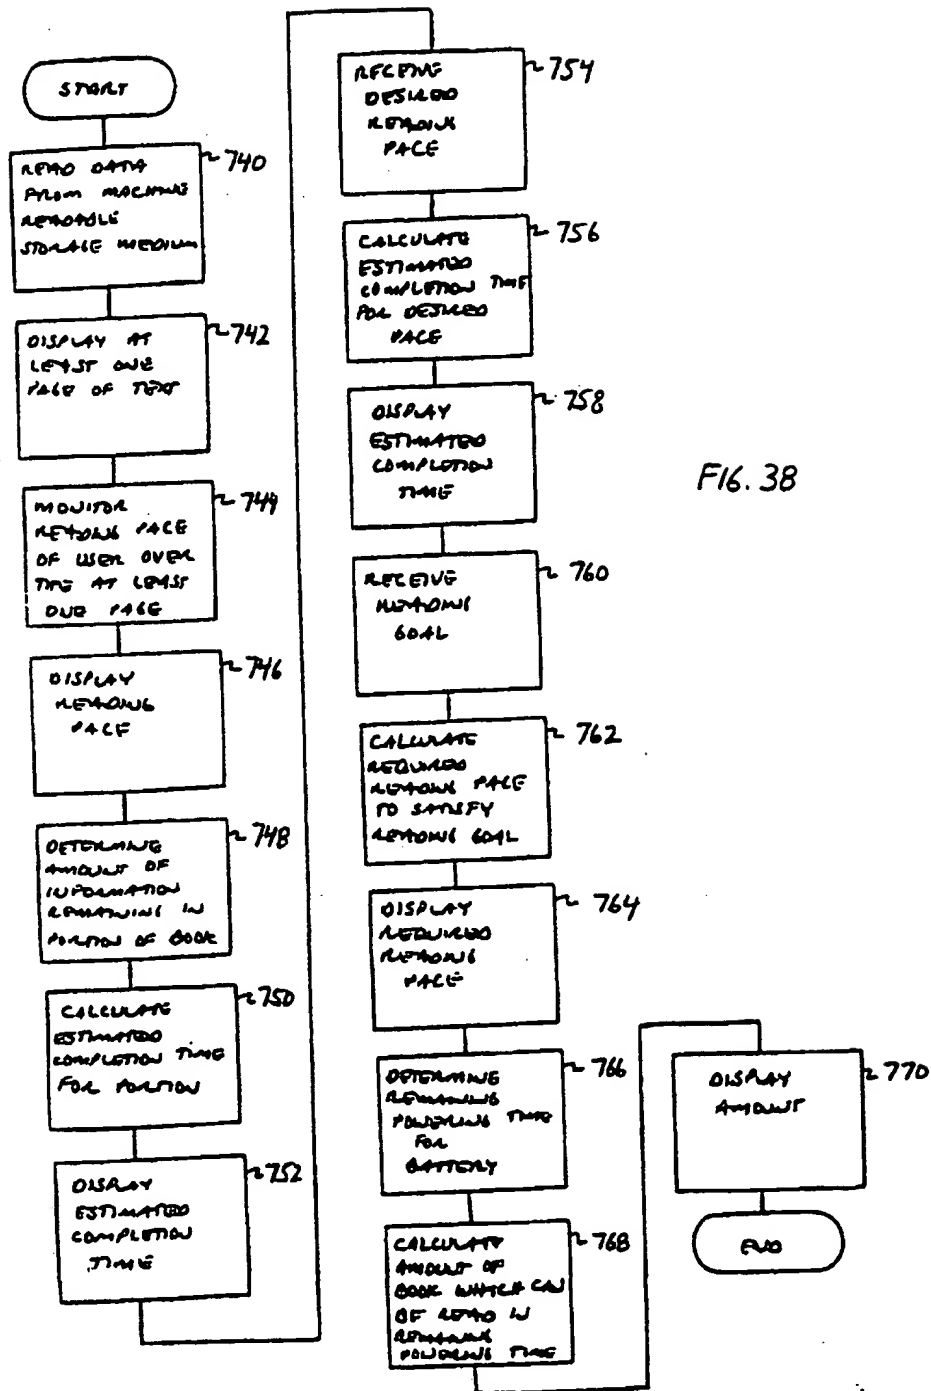 START
740
READ DATA
FROM MACHINE
READABLE
STORAGE MEDIUM
742
DISPLAY AT
LEAST ONE
PAGE OF TEXT
744
MONITOR
READING PACE
OF USER OVER
THE AT LEAST
ONE PAGE
746
DISPLAY
READING
PACE
748
DETERMINE
AMOUNT OF
INFORMATION
REMAINING IN
PORTION OF BOOK
750
CALCULATE
ESTIMATED
COMPLETION TIME
FOR PORTION
752
DISPLAY
ESTIMATED
COMPLETION
TIME
754
RECEIVE
DESIRED
READING
PACE
756
CALCULATE
ESTIMATED
COMPLETION TIME
FOR DESIRED
PACE
758
DISPLAY
ESTIMATED
COMPLETION
TIME
760
RECEIVE
READING
GOAL
762
CALCULATE
REQUIRED
READING PACE
TO SATISFY
READING GOAL
764
DISPLAY
REQUIRED
READING
PACE
766
DETERMINE
REMAINING
POWERING TIME
FOR
BATTERY
768
CALCULATE
AMOUNT OF
BOOK WHICH CAN
BE READ IN
REMAINING
POWERING TIME
770
DISPLAY
AMOUNT
END
FIG. 38